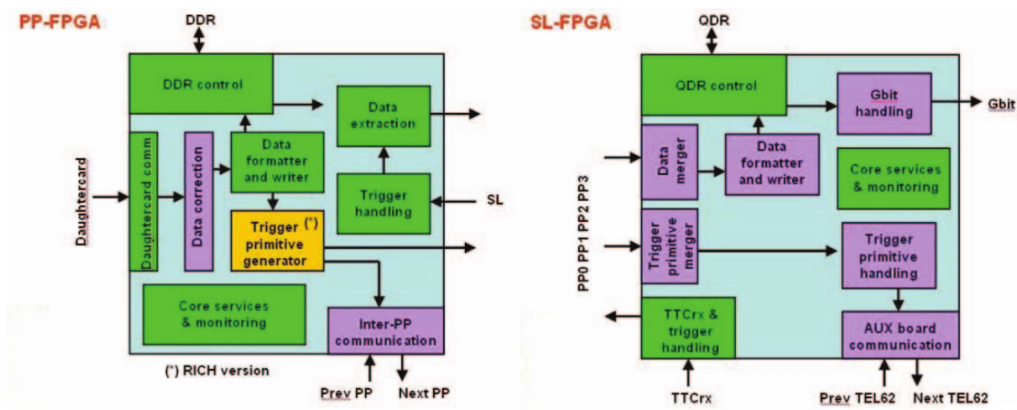 PP-FPGA
DDR
DDR control
Data
extraction
Daughtercard
Daughtercard comm
Data correction
Data
formatter
and writer
Trigger
handling
SL
Trigger (*)
primitive
generator
Core services
& monitoring
Inter-PP
communication
(*) RICH version
Prev PP
Next PP
SL-FPGA
QDR
QDR control
Gbit
handling
Gbit
Data
merger
Data
formatter
and writer
Core services
& monitoring
PP0 PP1 PP2 PP3
Trigger
primitive
merger
Trigger
primitive
handling
TTCrx &
trigger
handling
AUX board
communication
TTCrx
Prev TEL62
Next TEL62